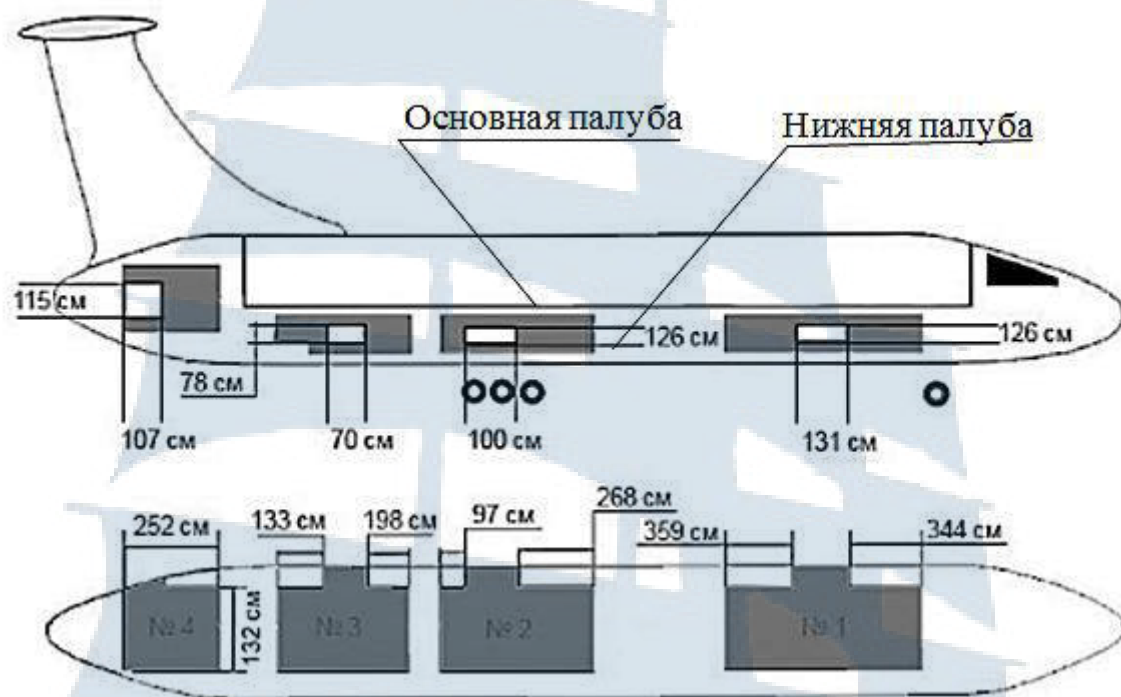 Основная палуба
Нижняя палуба
115 см
126 см
126 см
78 см
107 см
70 см
100 см
131 см
268 см
252 см
133 см
198 см
97 см
359 см
344 см
132 см
№ 4
№ 3
№ 2
№ 1